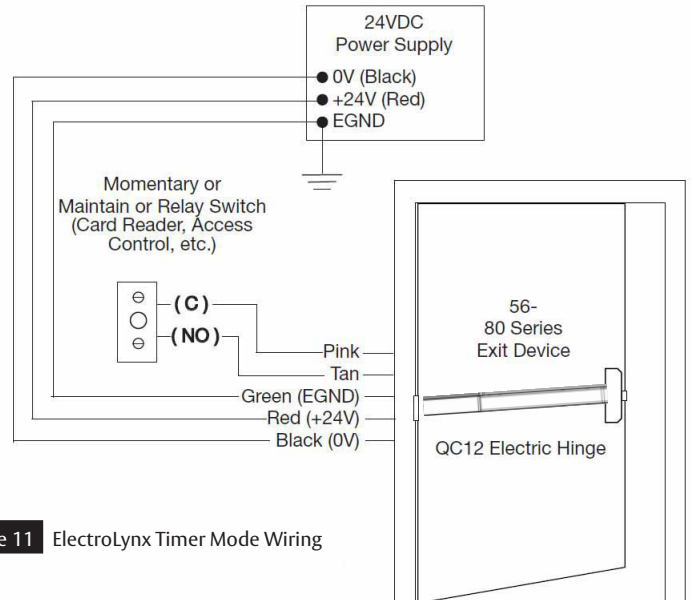 24VDC
Power Supply
0V (Black)
+24V (Red)
EGND
Momentary or
Maintain or Relay Switch
(Card Reader, Access
Control, etc.)
(C)
(NO)
Pink
Tan
Green (EGND)
Red (+24V)
Black (0V)
56-
80 Series
Exit Device
QC12 Electric Hinge
e 11 ElectroLynx Timer Mode Wiring